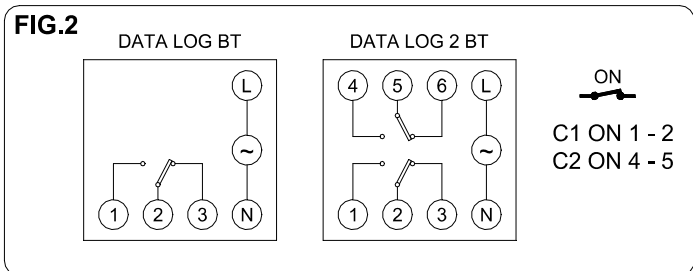 FIG.2
DATA LOG BT
L
~
1 2 3 N
DATA LOG 2 BT
4 5 6 L
~
1 2 3 N
ON
C1 ON 1 - 2
C2 ON 4 - 5